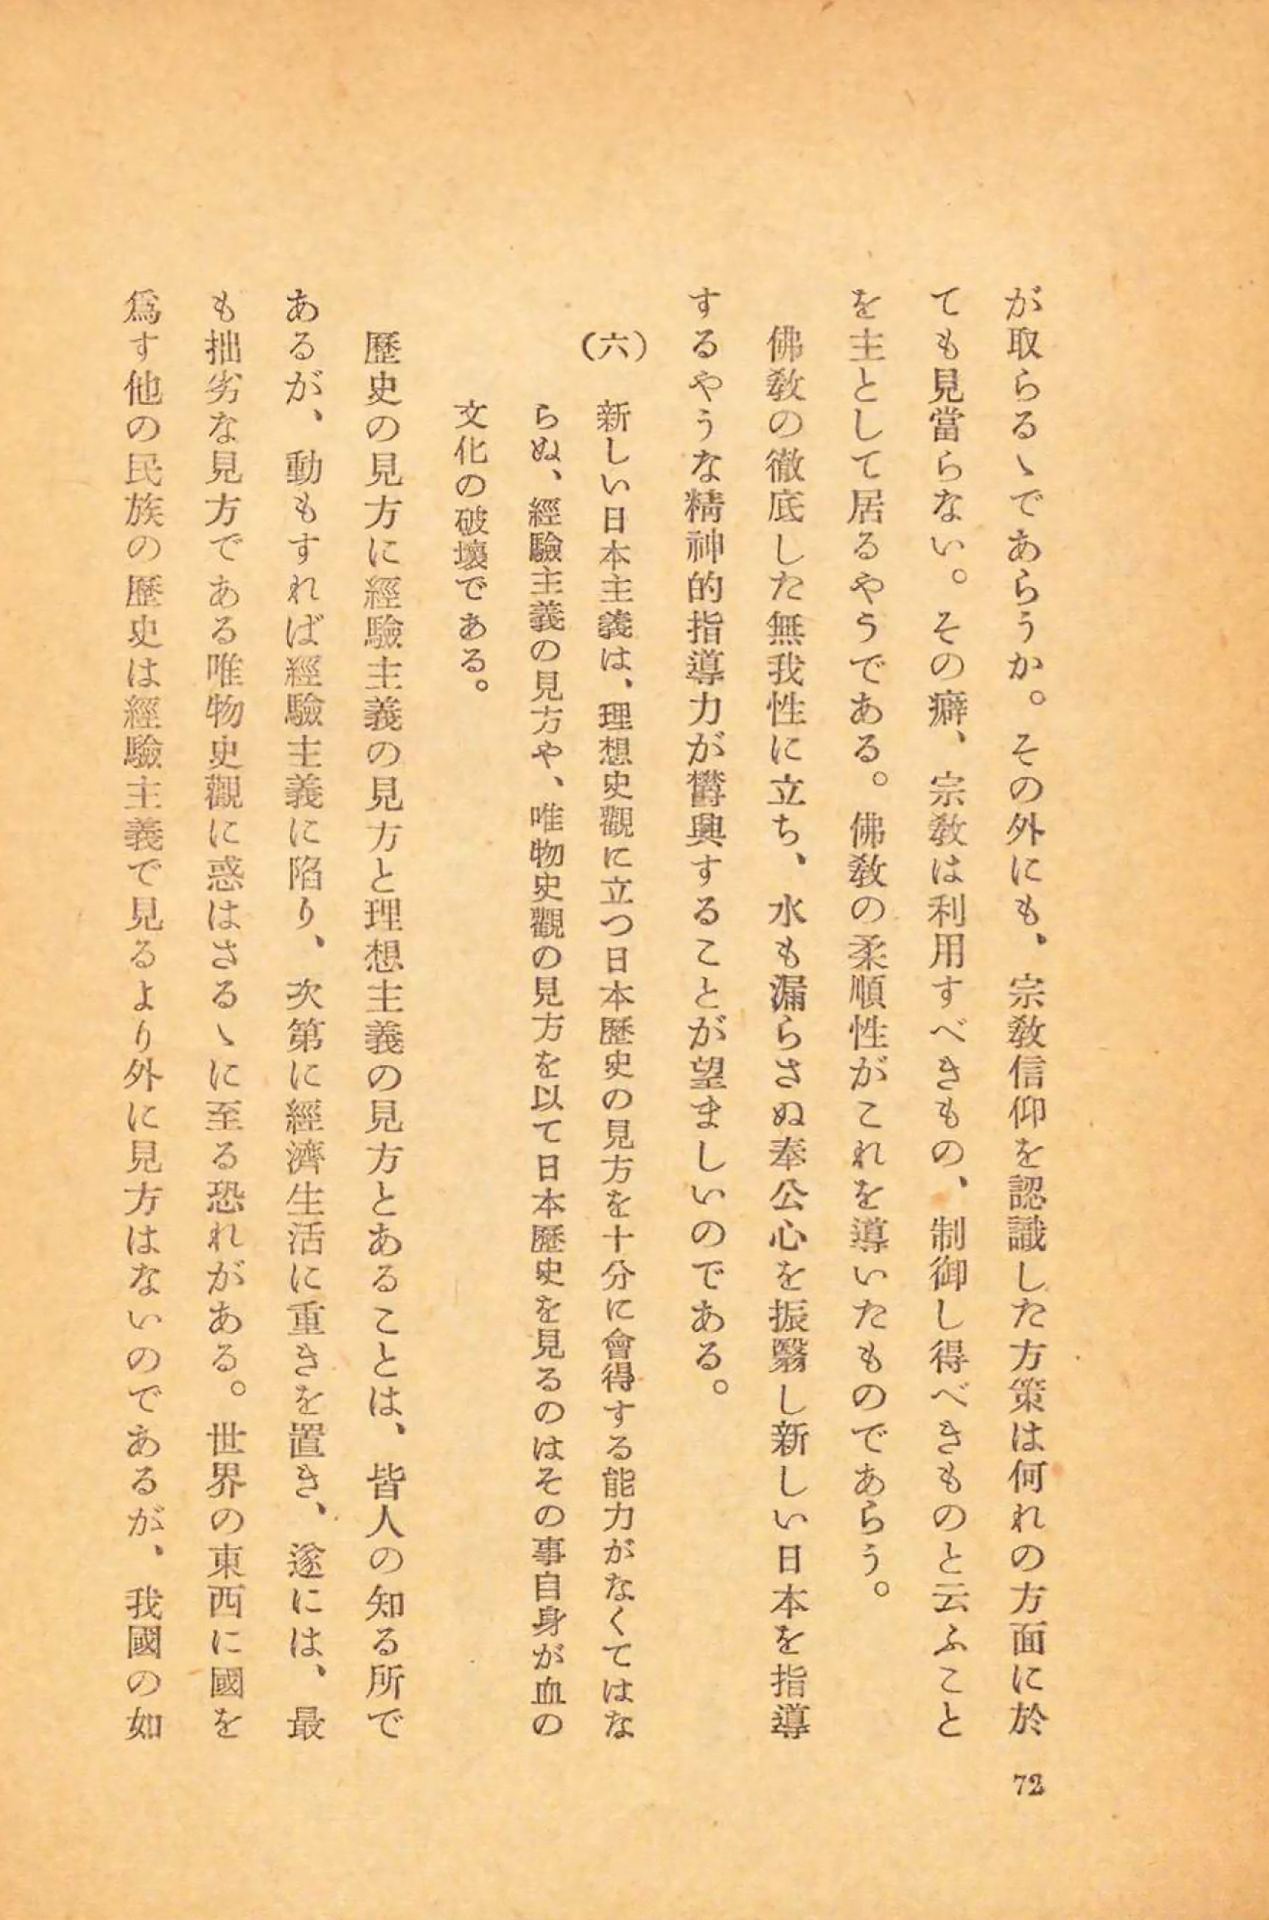 が取らるゝであらうか。その外にも、宗敎信仰を認識した方策は何れの方面に於
ても見當らない。その癖、宗敎は利用すべきもの、制御し得べきものと云ふこと
を主として居るやうである。佛敎の柔順性がこれを導いたものであらう。
佛敎の徹底した無我性に立ち、水も漏らさぬ奉公心を振翳し新しい日本を指導
するやうな精神的指導力が欝興することが望ましいのである。
(六) 新しい日本主義は、理想史觀に立つ日本歷史の見方を十分に會得する能力がなくてはな
らぬ、經驗主義の見方や、唯物史觀の見方を以て日本歷史を見るのはその事自身が血の
文化の破壞である。
歷史の見方に經驗主義の見方と理想主義の見方とあることは、皆人の知る所で
あるが、動もすれば經驗主義に陷り、次第に經濟生活に重きを置き、遂には、最
も拙劣な見方である唯物史觀に惑はさるゝに至る恐れがある。世界の東西に國を
爲す他の民族の歷史は經驗主義で見るより外に見方はないのであるが、我國の如
72